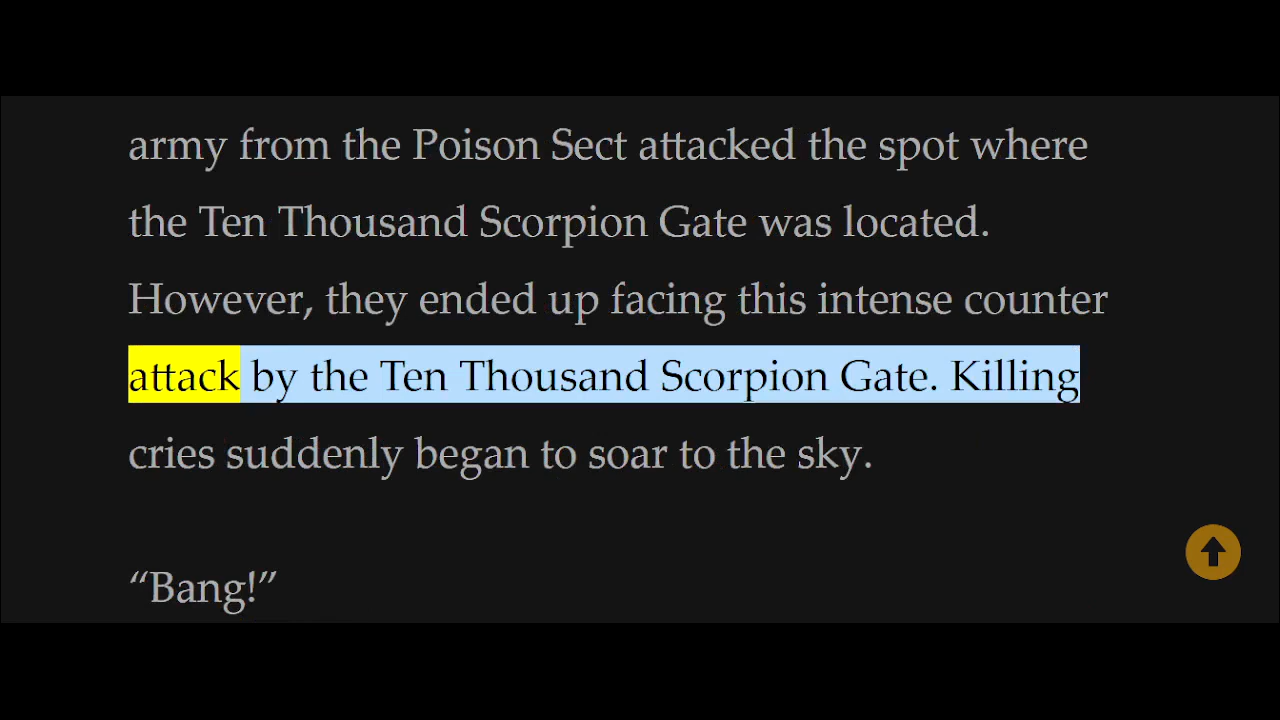 army from the Poison Sect attacked the spot where
the Ten Thousand Scorpion Gate was located.
However, they ended up facing this intense counter
attack by the Ten Thousand Scorpion Gate. Killing
cries suddenly began to soar to the sky.
“Bang!”